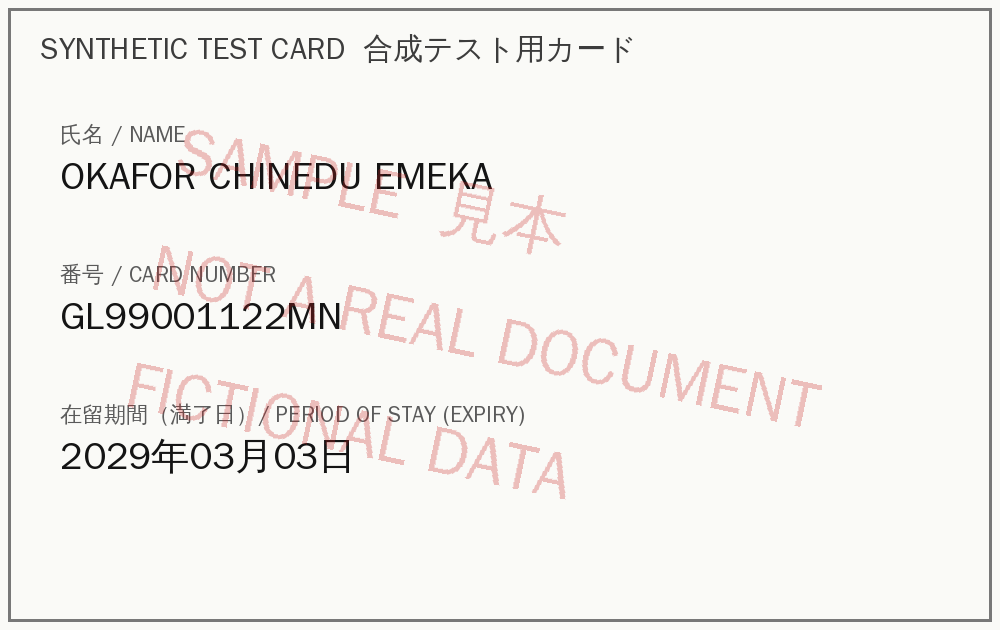 SYNTHETIC TEST CARD 合成テスト用カード
氏名 / NAME
OKAFOR CHINEDU EMEKA
SAMPLE 見本
番号 / CARD NUMBER
GL99001122MN
NOT A REAL DOCUMENT
在留期間（満了日）/ PERIOD OF STAY (EXPIRY)
2029年03月03日
FICTIONAL DATA